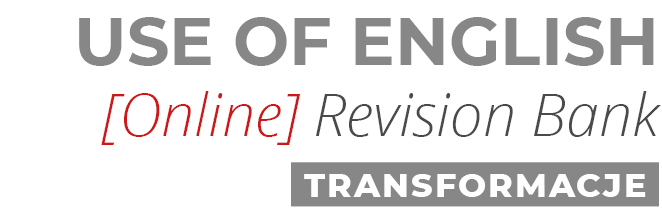 USE OF ENGLISH
[Online] Revision Bank
TRANSFORMACJE